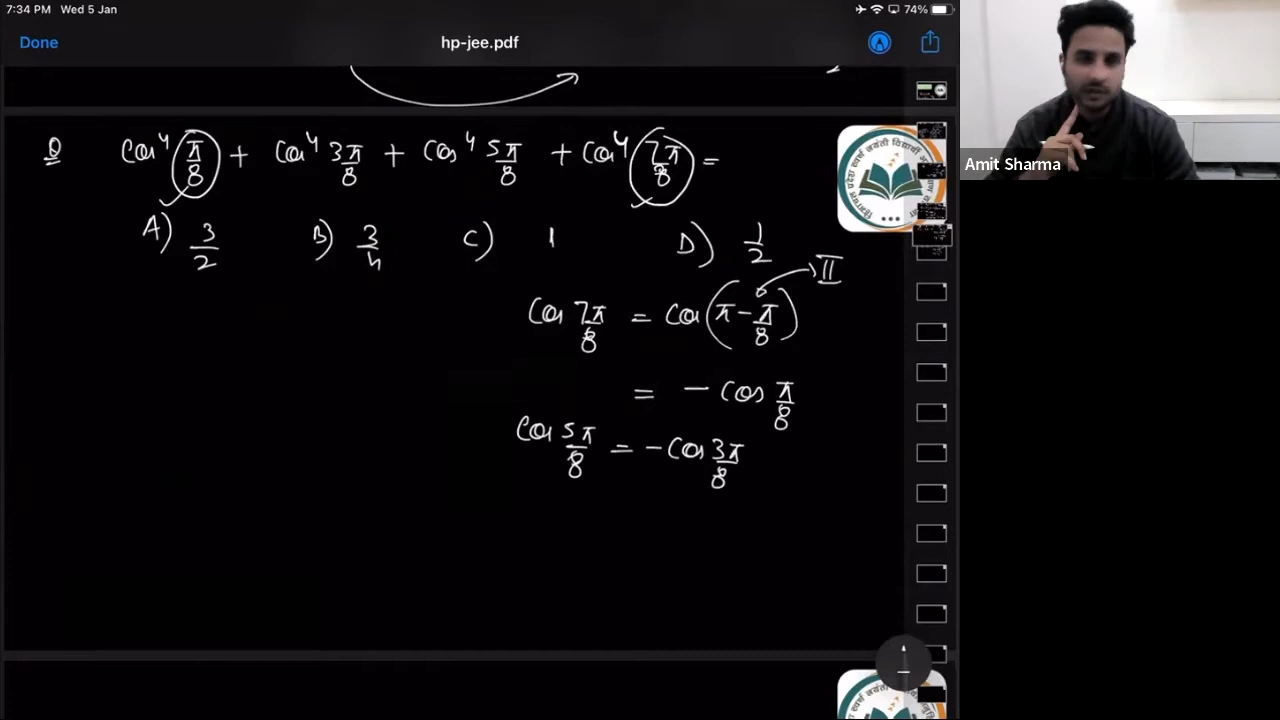 7:34 PM Wed 5 Jan
74%
Done
hp-jee.pdf
Q cos⁴ π/8 + cos⁴ 3π/8 + cos⁴ 5π/8 + cos⁴ 7π/8 =
A) 3/2 B) 3/4 C) 1 D) 1/2
II
cos 7π/8 = cos(π - π/8)
= - cos π/8
cos 5π/8 = - cos 3π/8
Amit Sharma